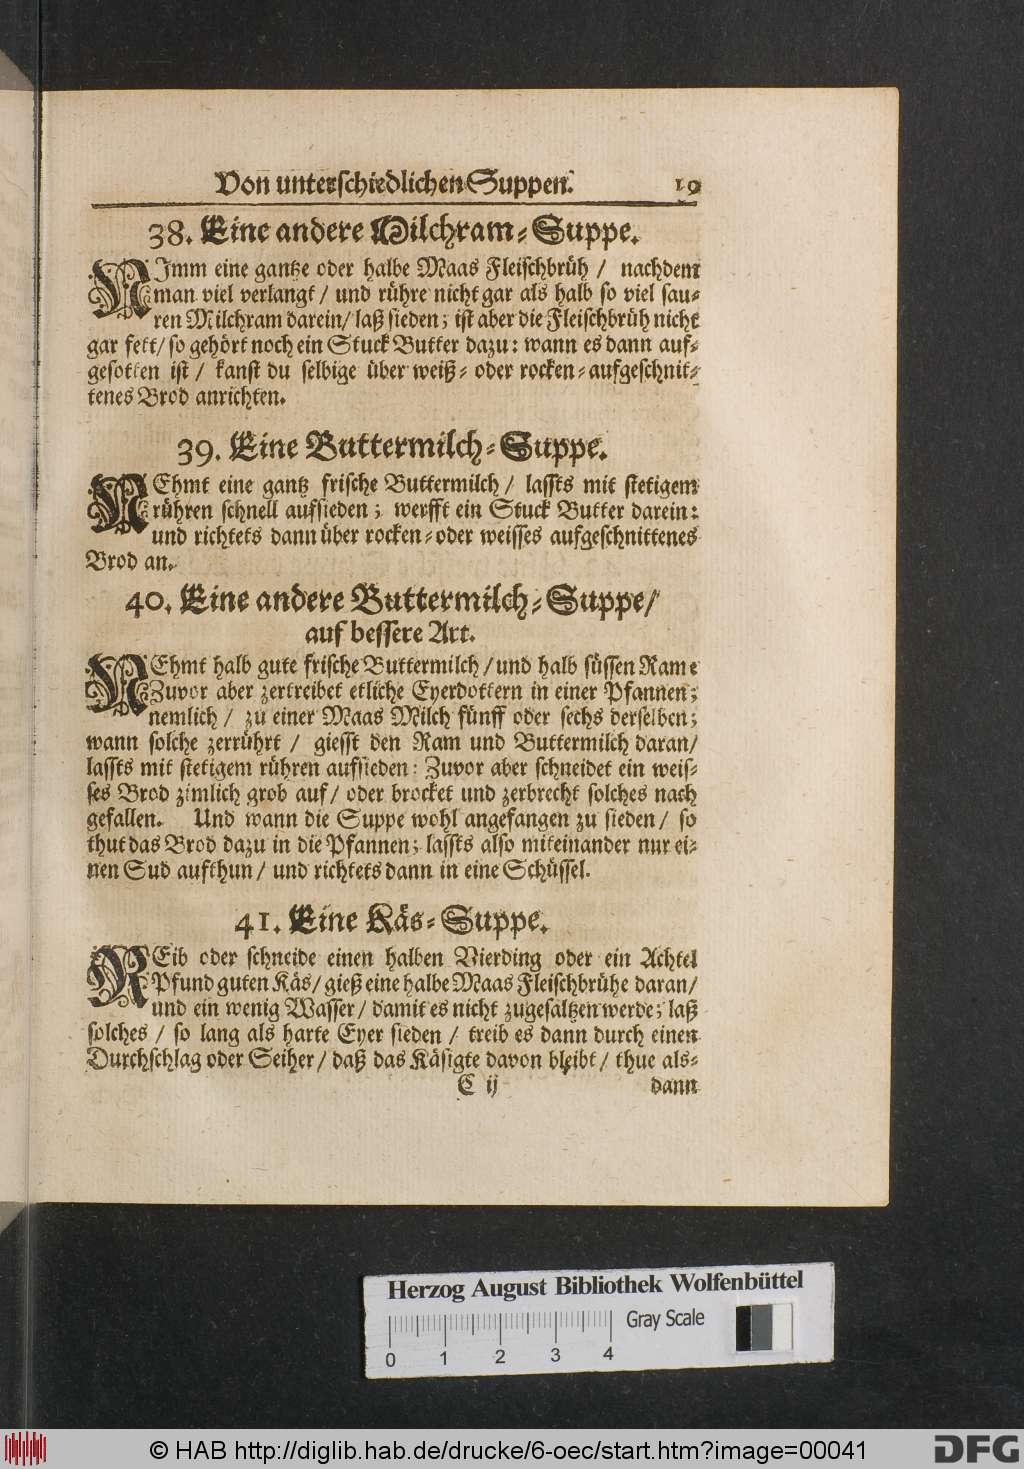 Von unterschiedlichen Suppen. 19
38. Eine andere Milchram-Suppe.
NImm eine gantze oder halbe Maas Fleischbrüh / nachdem
man viel verlangt / und rühre nicht gar als halb so viel sau-
ren Milchram darein / laß sieden; ist aber die Fleischbrüh nicht
gar fett / so gehört noch ein Stuck Butter dazu: wann es dann auf-
gesotten ist / kanst du selbige über weiß- oder rocken-aufgeschnit-
tenes Brod anrichten.
39. Eine Buttermilch-Suppe.
NEhmt eine gantz frische Buttermilch / lassts mit stetigem
rühren schnell aufsieden; werfft ein Stuck Butter darein:
und richtets dann über rocken- oder weisses aufgeschnittenes
Brod an.
40. Eine andere Buttermilch-Suppe /
auf bessere Art.
NEhmt halb gute frische Buttermilch / und halb süssen Ram:
Zuvor aber zertreibet etliche Eyerdottern in einer Pfannen;
nemlich / zu einer Maas Milch fünff oder sechs derselben;
wann solche zerrührt / giesst den Ram und Buttermilch daran /
lassts mit stetigem rühren aufsieden: Zuvor aber schneidet ein weis-
ses Brod zimlich grob auf / oder brocket und zerbrecht solches nach
gefallen. Und wann die Suppe wohl angefangen zu sieden / so
thut das Brod dazu in die Pfannen; lassts also miteinander nur ei-
nen Sud aufthun / und richtets dann in eine Schüssel.
41. Eine Käs-Suppe.
REib oder schneide einen halben Vierding oder ein Achtel
Pfund guten Käs / gieß eine halbe Maas Fleischbrühe daran /
und ein wenig Wasser / damit es nicht zugesaltzen werde; laß
solches / so lang als harte Eyer sieden / treib es dann durch einen
Durchschlag oder Seiher / daß das Käsigte davon bleibt / thue als-
C ij dann
Herzog August Bibliothek Wolfenbüttel
Gray Scale
0 1 2 3 4
© HAB http://diglib.hab.de/drucke/6-oec/start.htm?image=00041
DFG